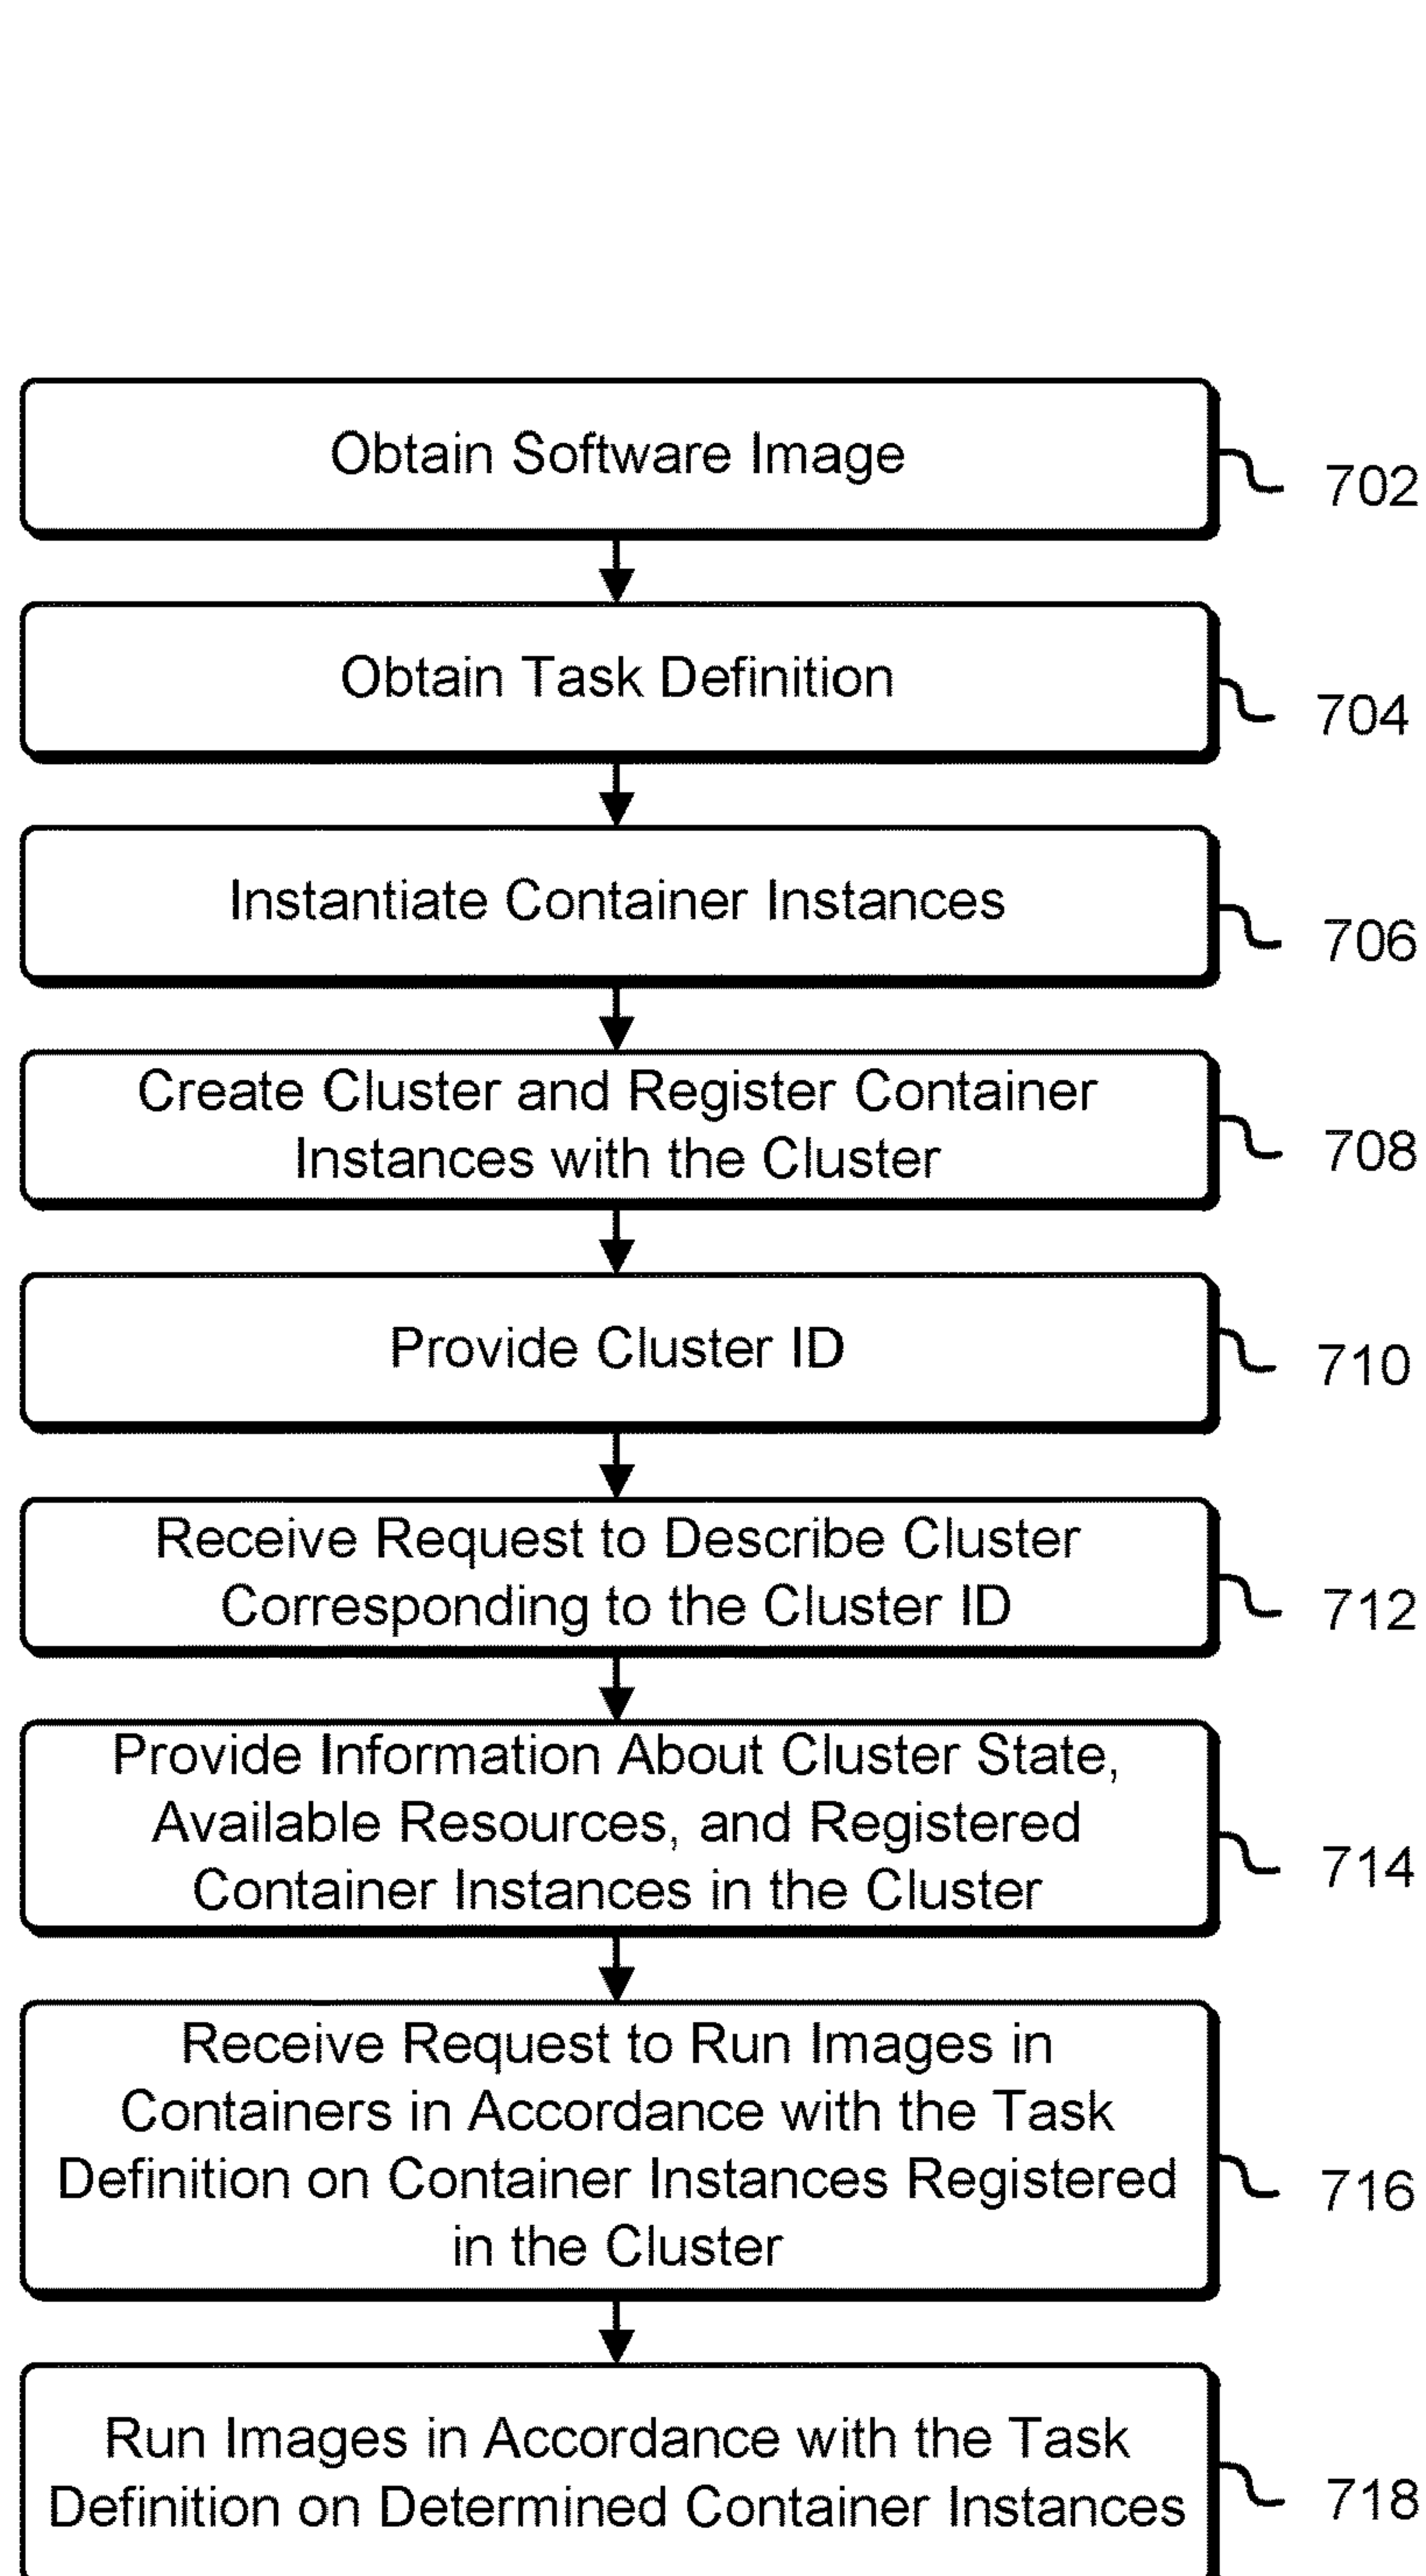 Obtain Software Image
702
Obtain Task Definition
704
Instantiate Container Instances
706
Create Cluster and Register Container
Instances with the Cluster
708
Provide Cluster ID
710
Receive Request to Describe Cluster
Corresponding to the Cluster ID
712
Provide Information About Cluster State,
Available Resources, and Registered
Container Instances in the Cluster
714
Receive Request to Run Images in
Containers in Accordance with the Task
Definition on Container Instances Registered
in the Cluster
716
Run Images in Accordance with the Task
Definition on Determined Container Instances
718